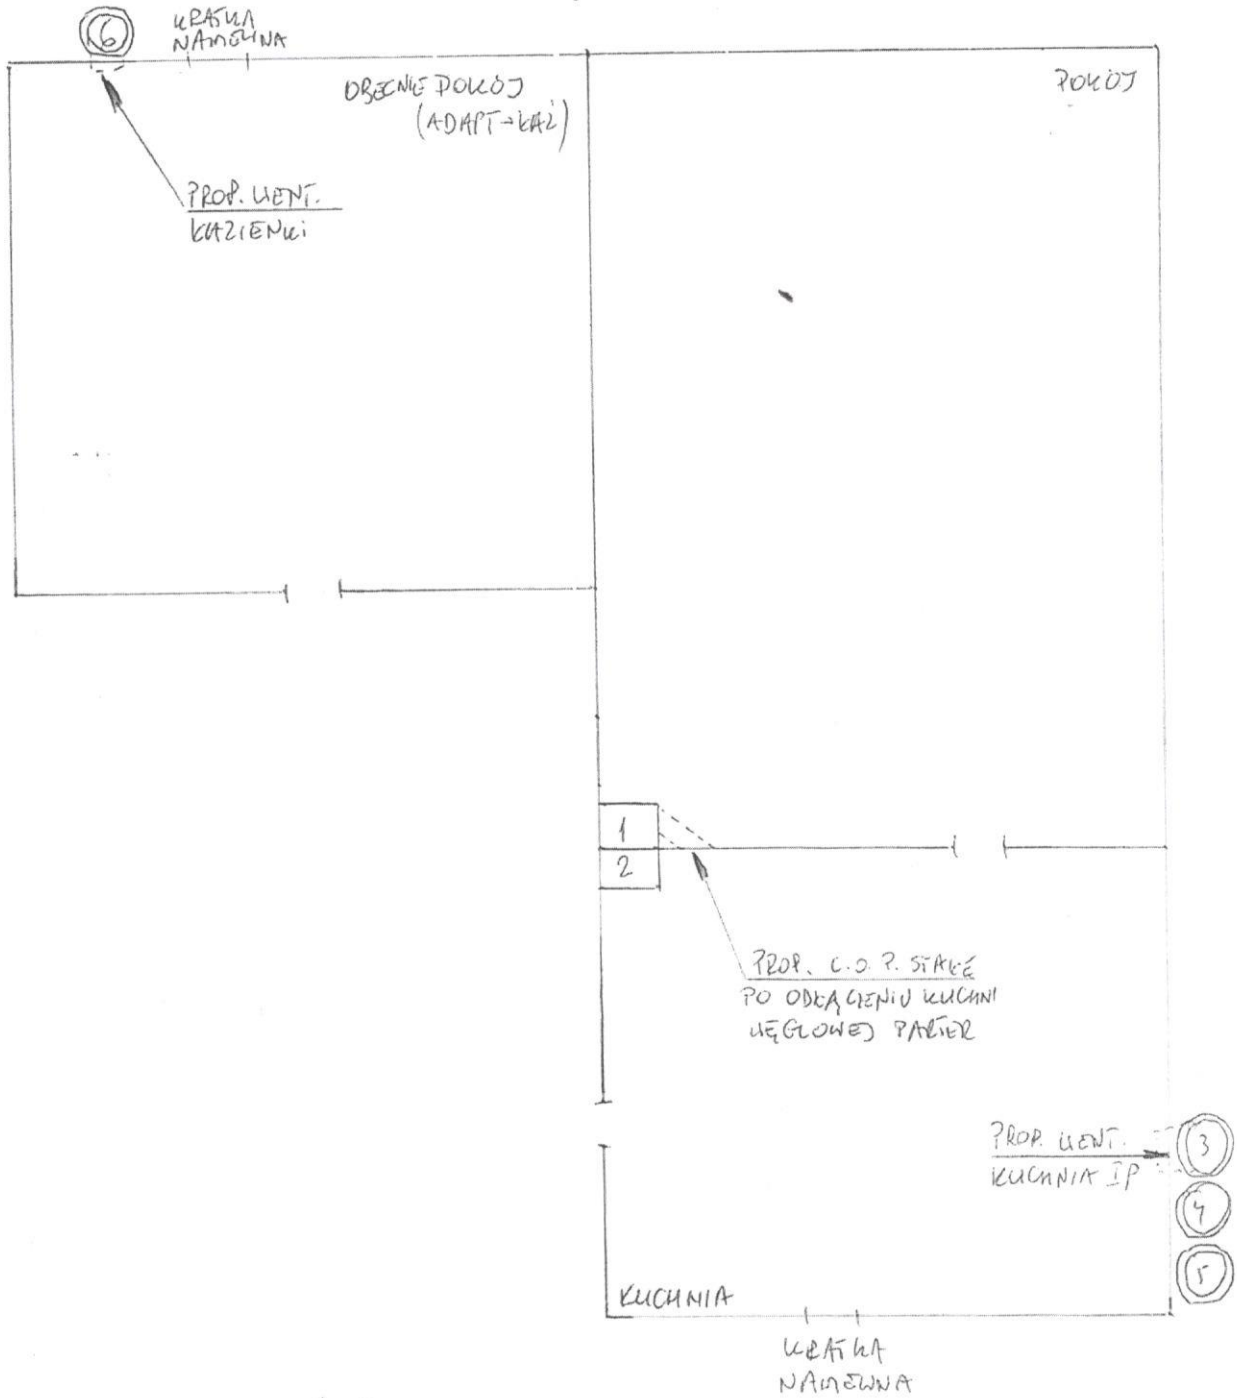 6
KRATKA
NAWIEWNA
OBECNIE POKÓJ
(ADAPT → ŁAZ)
POKÓJ
PROP. WENT.
ŁAZIENKI
1
2
PROP. C.O. P. STAŁE
PO ODŁĄCZENIU KUCHNI
WĘGLOWEJ PARTER
PROP. WENT.
KUCHNIA IP
3
4
5
KUCHNIA
KRATKA
NAWIEWNA